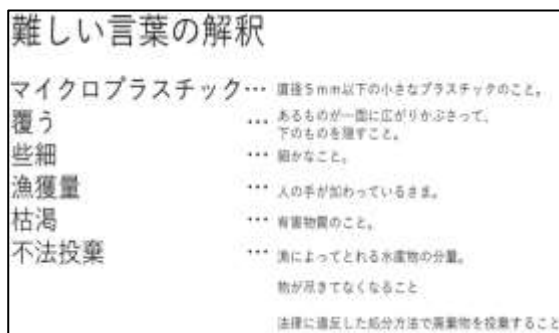 難しい言葉の解釈
マイクロプラスチック… 直径5mm以下の小さなプラスチックのこと。
覆う … あるものが一面に広がりかぶさって、
下のものを隠すこと。
些細 … 細かなこと。
漁獲量 … 人の手が加わっているさま。
枯渇 … 有害物質のこと。
不法投棄 … 漁によってとれる水産物の分量。
物が尽きてなくなること
法律に違反した処分方法で廃棄物を投棄すること